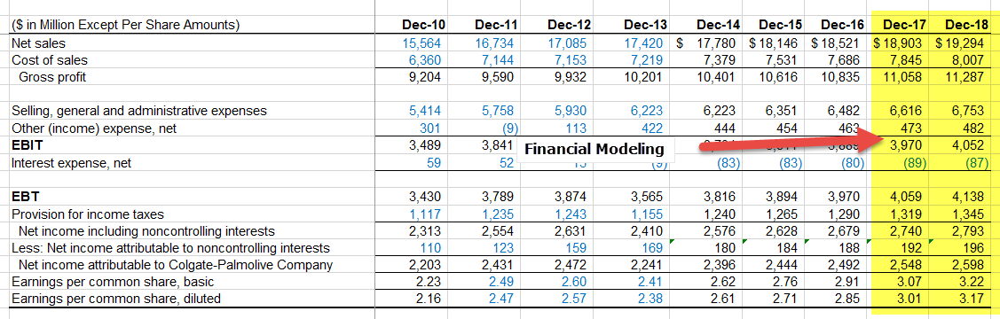 ($ in Million Except Per Share Amounts) Dec-10 Dec-11 Dec-12 Dec-13 Dec-14 Dec-15 Dec-16 Dec-17 Dec-18
Net sales 15,564 16,734 17,085 17,420 $ 17,780 $ 18,146 $ 18,521 $ 18,903 $ 19,294
Cost of sales 6,360 7,144 7,153 7,219 7,379 7,531 7,686 7,845 8,007
Gross profit 9,204 9,590 9,932 10,201 10,401 10,616 10,835 11,058 11,287
Selling, general and administrative expenses 5,414 5,758 5,930 6,223 6,223 6,351 6,482 6,616 6,753
Other (income) expense, net 301 (9) 113 422 444 454 463 473 482
EBIT 3,489 3,841 3,970 4,052
Financial Modeling
Interest expense, net 59 52 (9) (83) (83) (80) (89) (87)
EBT 3,430 3,789 3,874 3,565 3,816 3,894 3,970 4,059 4,138
Provision for income taxes 1,117 1,235 1,243 1,155 1,240 1,265 1,290 1,319 1,345
Net income including noncontrolling interests 2,313 2,554 2,631 2,410 2,576 2,628 2,679 2,740 2,793
Less: Net income attributable to noncontrolling interests 110 123 159 169 180 184 188 192 196
Net income attributable to Colgate-Palmolive Company 2,203 2,431 2,472 2,241 2,396 2,444 2,492 2,548 2,598
Earnings per common share, basic 2.23 2.49 2.60 2.41 2.62 2.76 2.91 3.07 3.22
Earnings per common share, diluted 2.16 2.47 2.57 2.38 2.61 2.71 2.85 3.01 3.17